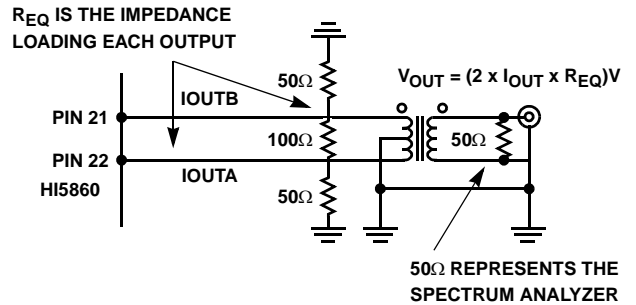 R_EQ IS THE IMPEDANCE
LOADING EACH OUTPUT
50Ω
V_OUT = (2 x I_OUT x R_EQ)V
IOUTB
PIN 21
100Ω
50Ω
PIN 22
IOUTA
HI5860
50Ω
50Ω REPRESENTS THE
SPECTRUM ANALYZER